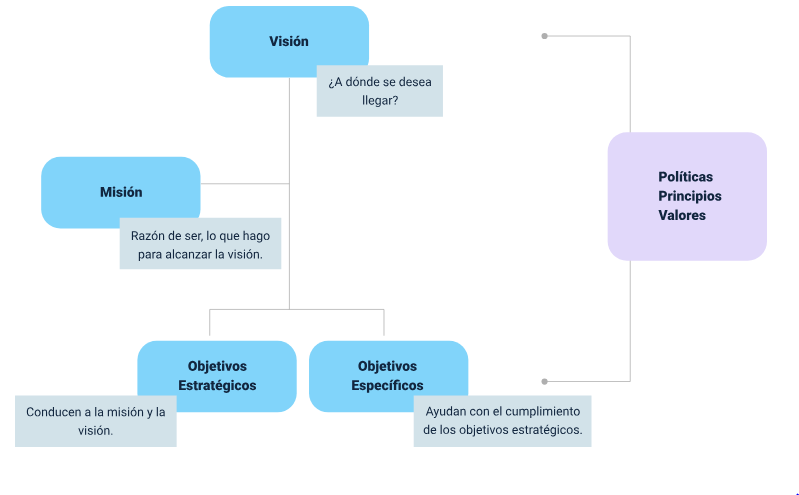 Visión
¿A dónde se desea
llegar?
Políticas
Principios
Valores
Misión
Razón de ser, lo que hago
para alcanzar la visión.
Objetivos
Estratégicos
Objetivos
Específicos
Conducen a la misión y la
visión.
Ayudan con el cumplimiento
de los objetivos estratégicos.